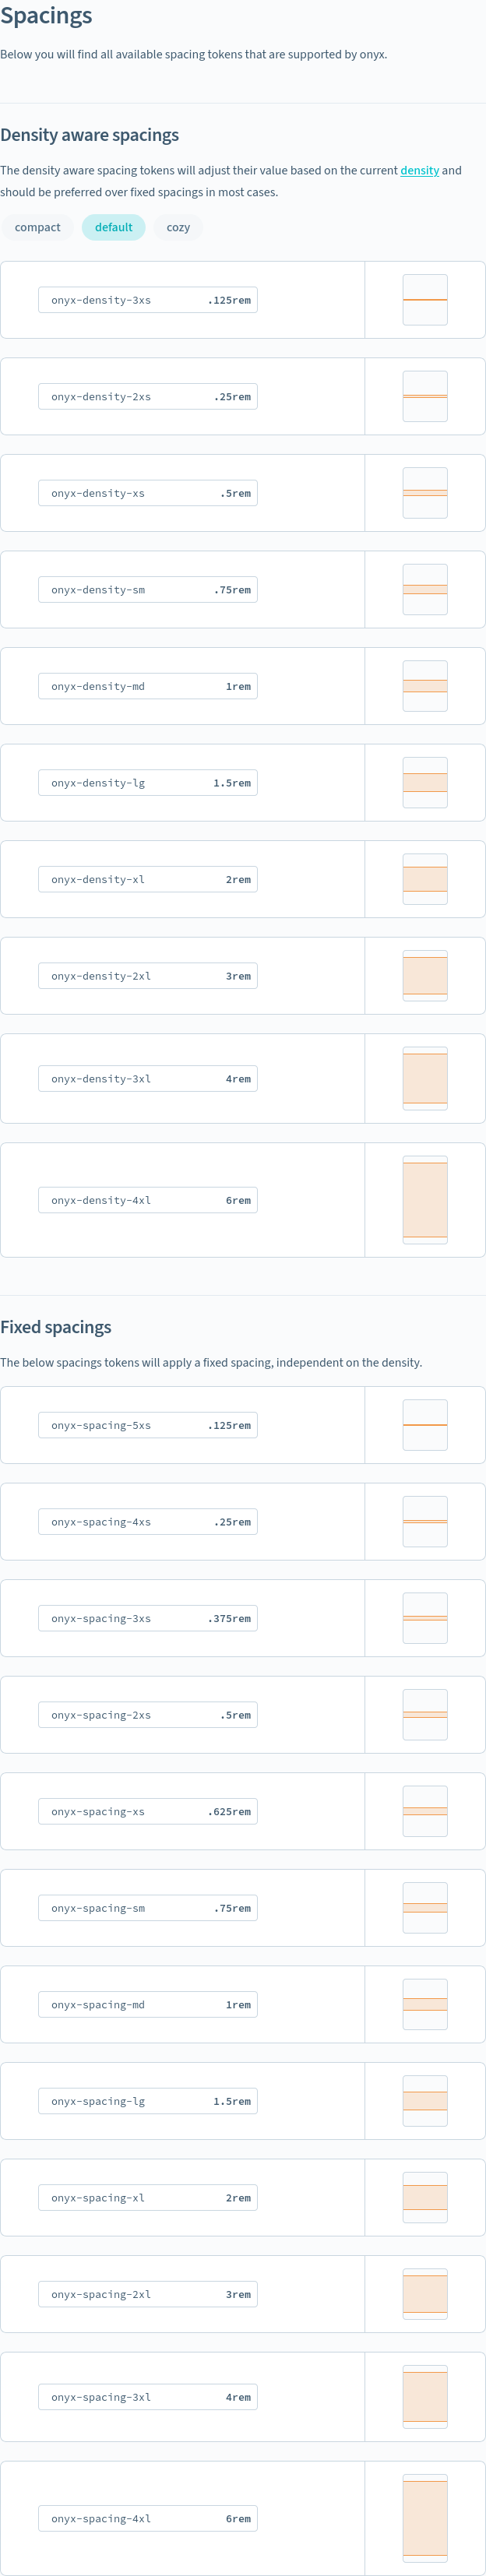 Spacings
Below you will find all available spacing tokens that are supported by onyx.
Density aware spacings
The density aware spacing tokens will adjust their value based on the current density and
should be preferred over fixed spacings in most cases.
compact default cozy
onyx-density-3xs .125rem
onyx-density-2xs .25rem
onyx-density-xs .5rem
onyx-density-sm .75rem
onyx-density-md 1rem
onyx-density-lg 1.5rem
onyx-density-xl 2rem
onyx-density-2xl 3rem
onyx-density-3xl 4rem
onyx-density-4xl 6rem
Fixed spacings
The below spacings tokens will apply a fixed spacing, independent on the density.
onyx-spacing-5xs .125rem
onyx-spacing-4xs .25rem
onyx-spacing-3xs .375rem
onyx-spacing-2xs .5rem
onyx-spacing-xs .625rem
onyx-spacing-sm .75rem
onyx-spacing-md 1rem
onyx-spacing-lg 1.5rem
onyx-spacing-xl 2rem
onyx-spacing-2xl 3rem
onyx-spacing-3xl 4rem
onyx-spacing-4xl 6rem